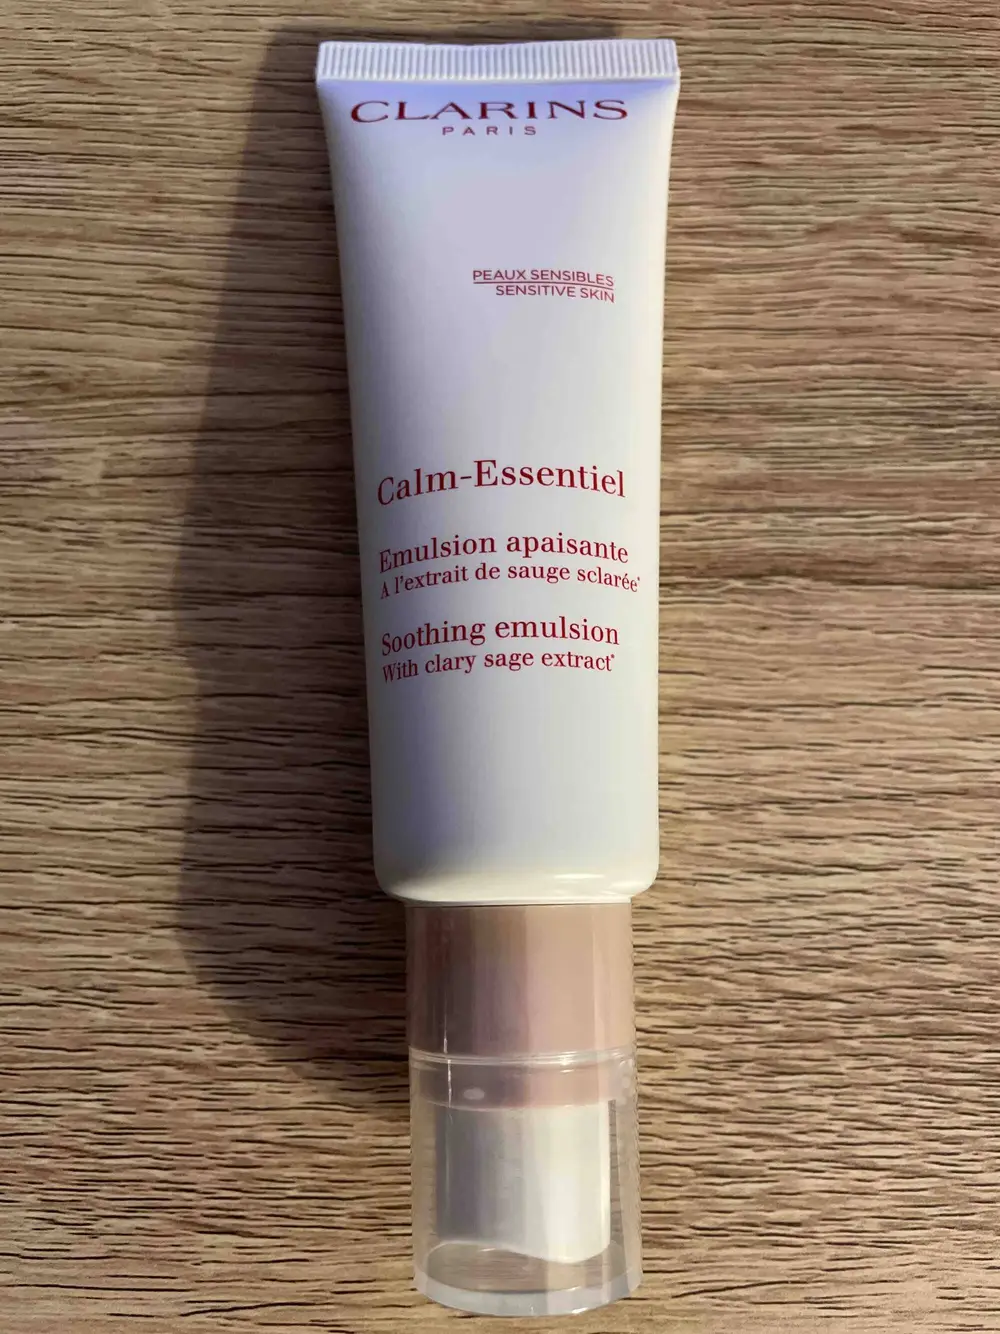 CLARINS
PARIS
PEAUX SENSIBLES
SENSITIVE SKIN
Calm-Essentiel
Emulsion apaisante
A l'extrait de sauge sclarée*
Soothing emulsion
With clary sage extract*